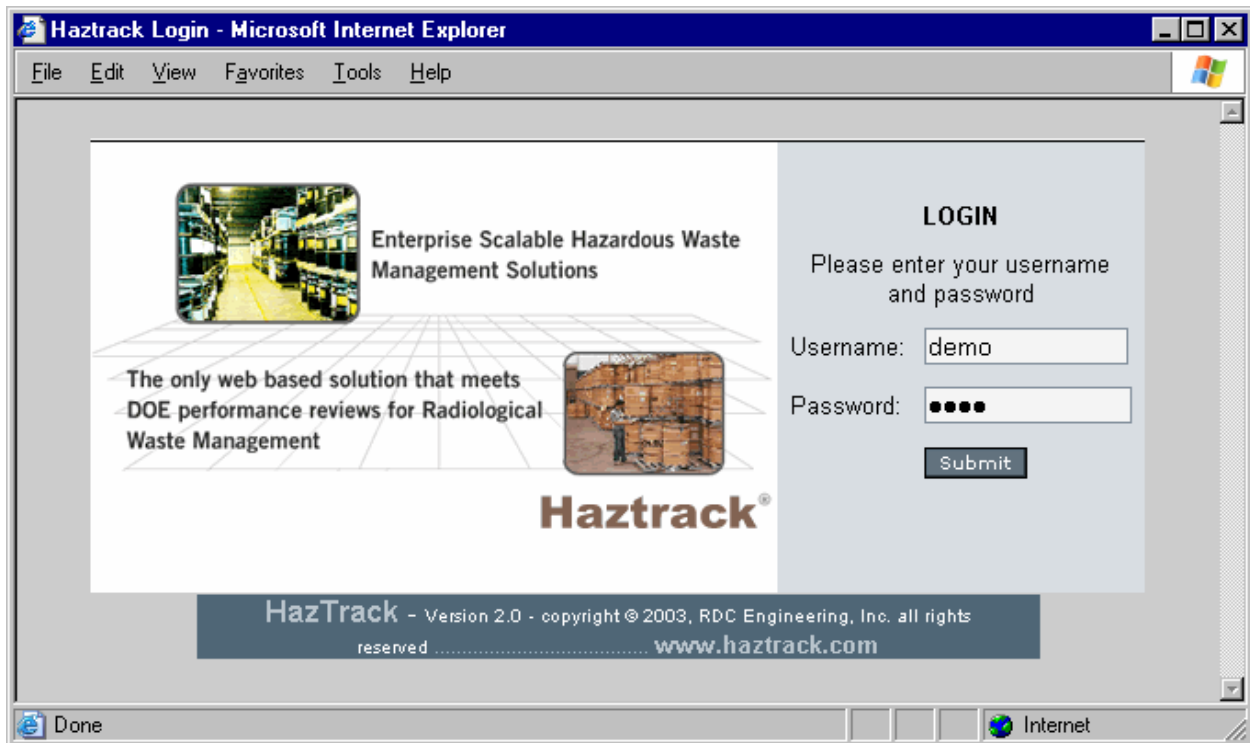 Haztrack Login - Microsoft Internet Explorer
File Edit View Favorites Tools Help
Enterprise Scalable Hazardous Waste
Management Solutions
The only web based solution that meets
DOE performance reviews for Radiological
Waste Management
Haztrack®
LOGIN
Please enter your username
and password
Username: demo
Password: ●●●●
Submit
HazTrack - Version 2.0 - copyright © 2003, RDC Engineering, Inc. all rights
reserved ....................................... www.haztrack.com
Done
Internet